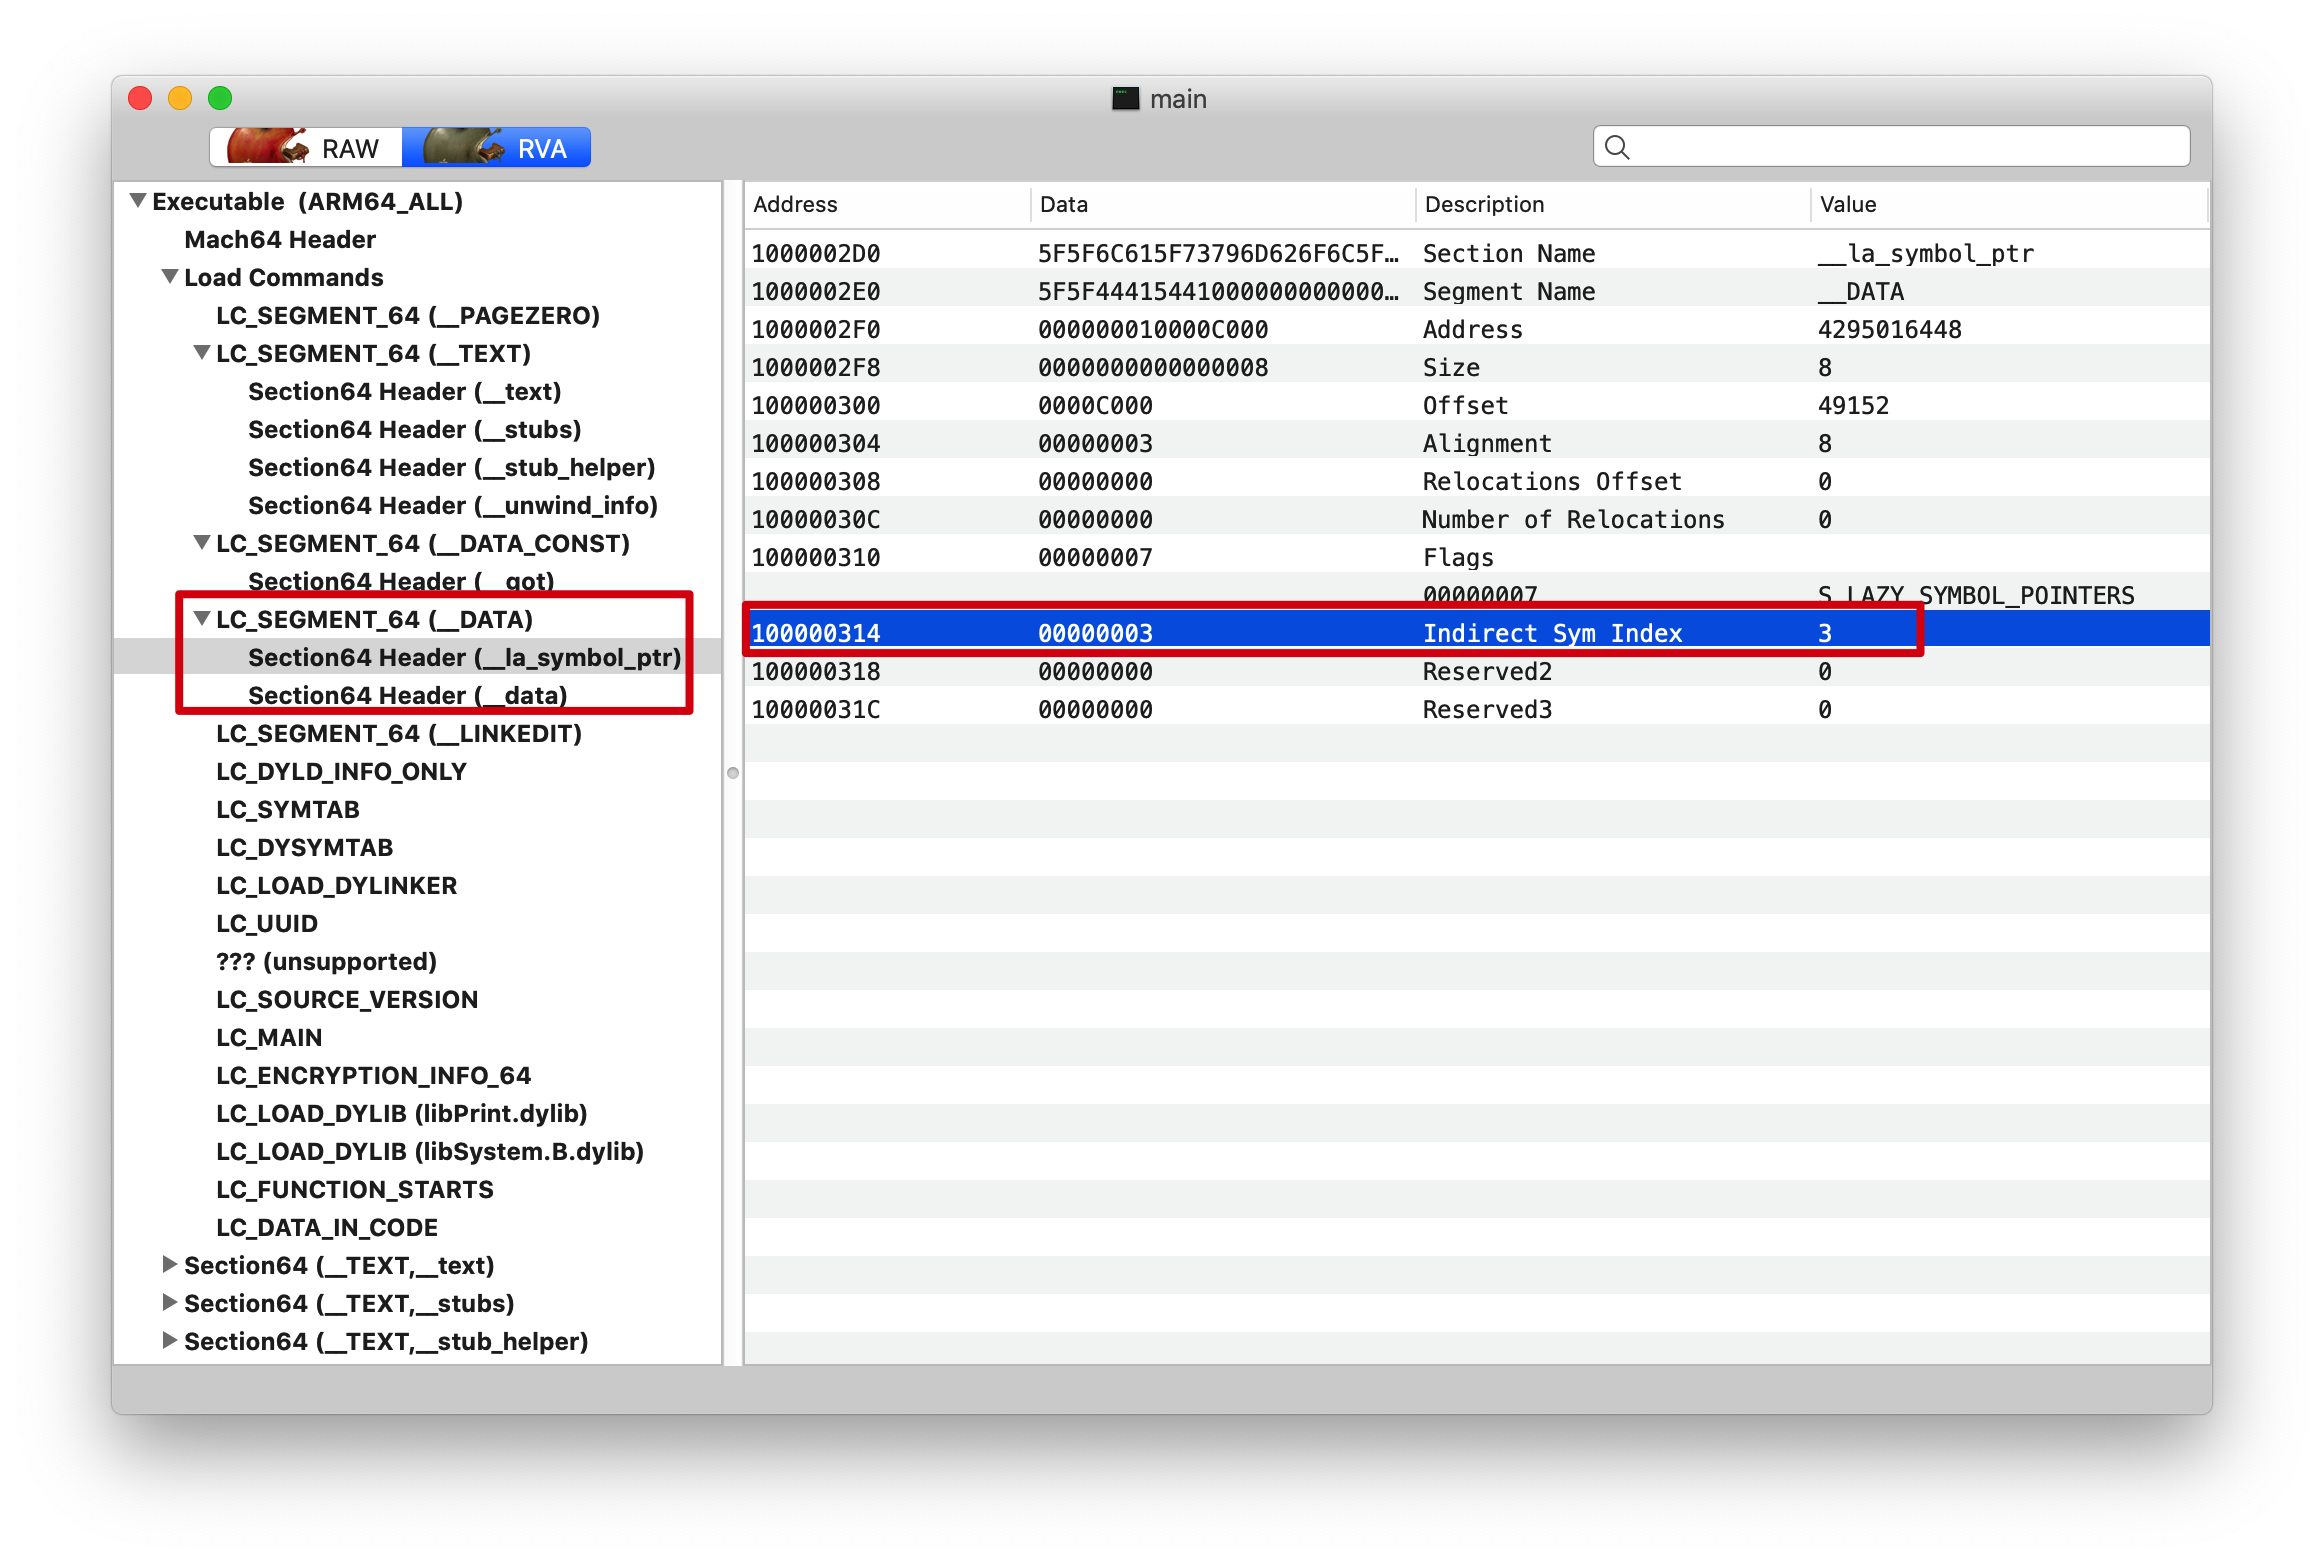 main
RAW RVA
Executable (ARM64_ALL)
Mach64 Header
Load Commands
LC_SEGMENT_64 (__PAGEZERO)
LC_SEGMENT_64 (__TEXT)
Section64 Header (__text)
Section64 Header (__stubs)
Section64 Header (__stub_helper)
Section64 Header (__unwind_info)
LC_SEGMENT_64 (__DATA_CONST)
Section64 Header (__got)
LC_SEGMENT_64 (__DATA)
Section64 Header (__la_symbol_ptr)
Section64 Header (__data)
LC_SEGMENT_64 (__LINKEDIT)
LC_DYLD_INFO_ONLY
LC_SYMTAB
LC_DYSYMTAB
LC_LOAD_DYLINKER
LC_UUID
??? (unsupported)
LC_SOURCE_VERSION
LC_MAIN
LC_ENCRYPTION_INFO_64
LC_LOAD_DYLIB (libPrint.dylib)
LC_LOAD_DYLIB (libSystem.B.dylib)
LC_FUNCTION_STARTS
LC_DATA_IN_CODE
Section64 (__TEXT,__text)
Section64 (__TEXT,__stubs)
Section64 (__TEXT,__stub_helper)
Address Data Description Value
1000002D0 5F5F6C615F73796D626F6C5F… Section Name __la_symbol_ptr
1000002E0 5F5F4441544100000000000… Segment Name __DATA
1000002F0 000000010000C000 Address 4295016448
1000002F8 0000000000000008 Size 8
100000300 0000C000 Offset 49152
100000304 00000003 Alignment 8
100000308 00000000 Relocations Offset 0
10000030C 00000000 Number of Relocations 0
100000310 00000007 Flags
00000007 S_LAZY_SYMBOL_POINTERS
100000314 00000003 Indirect Sym Index 3
100000318 00000000 Reserved2 0
10000031C 00000000 Reserved3 0